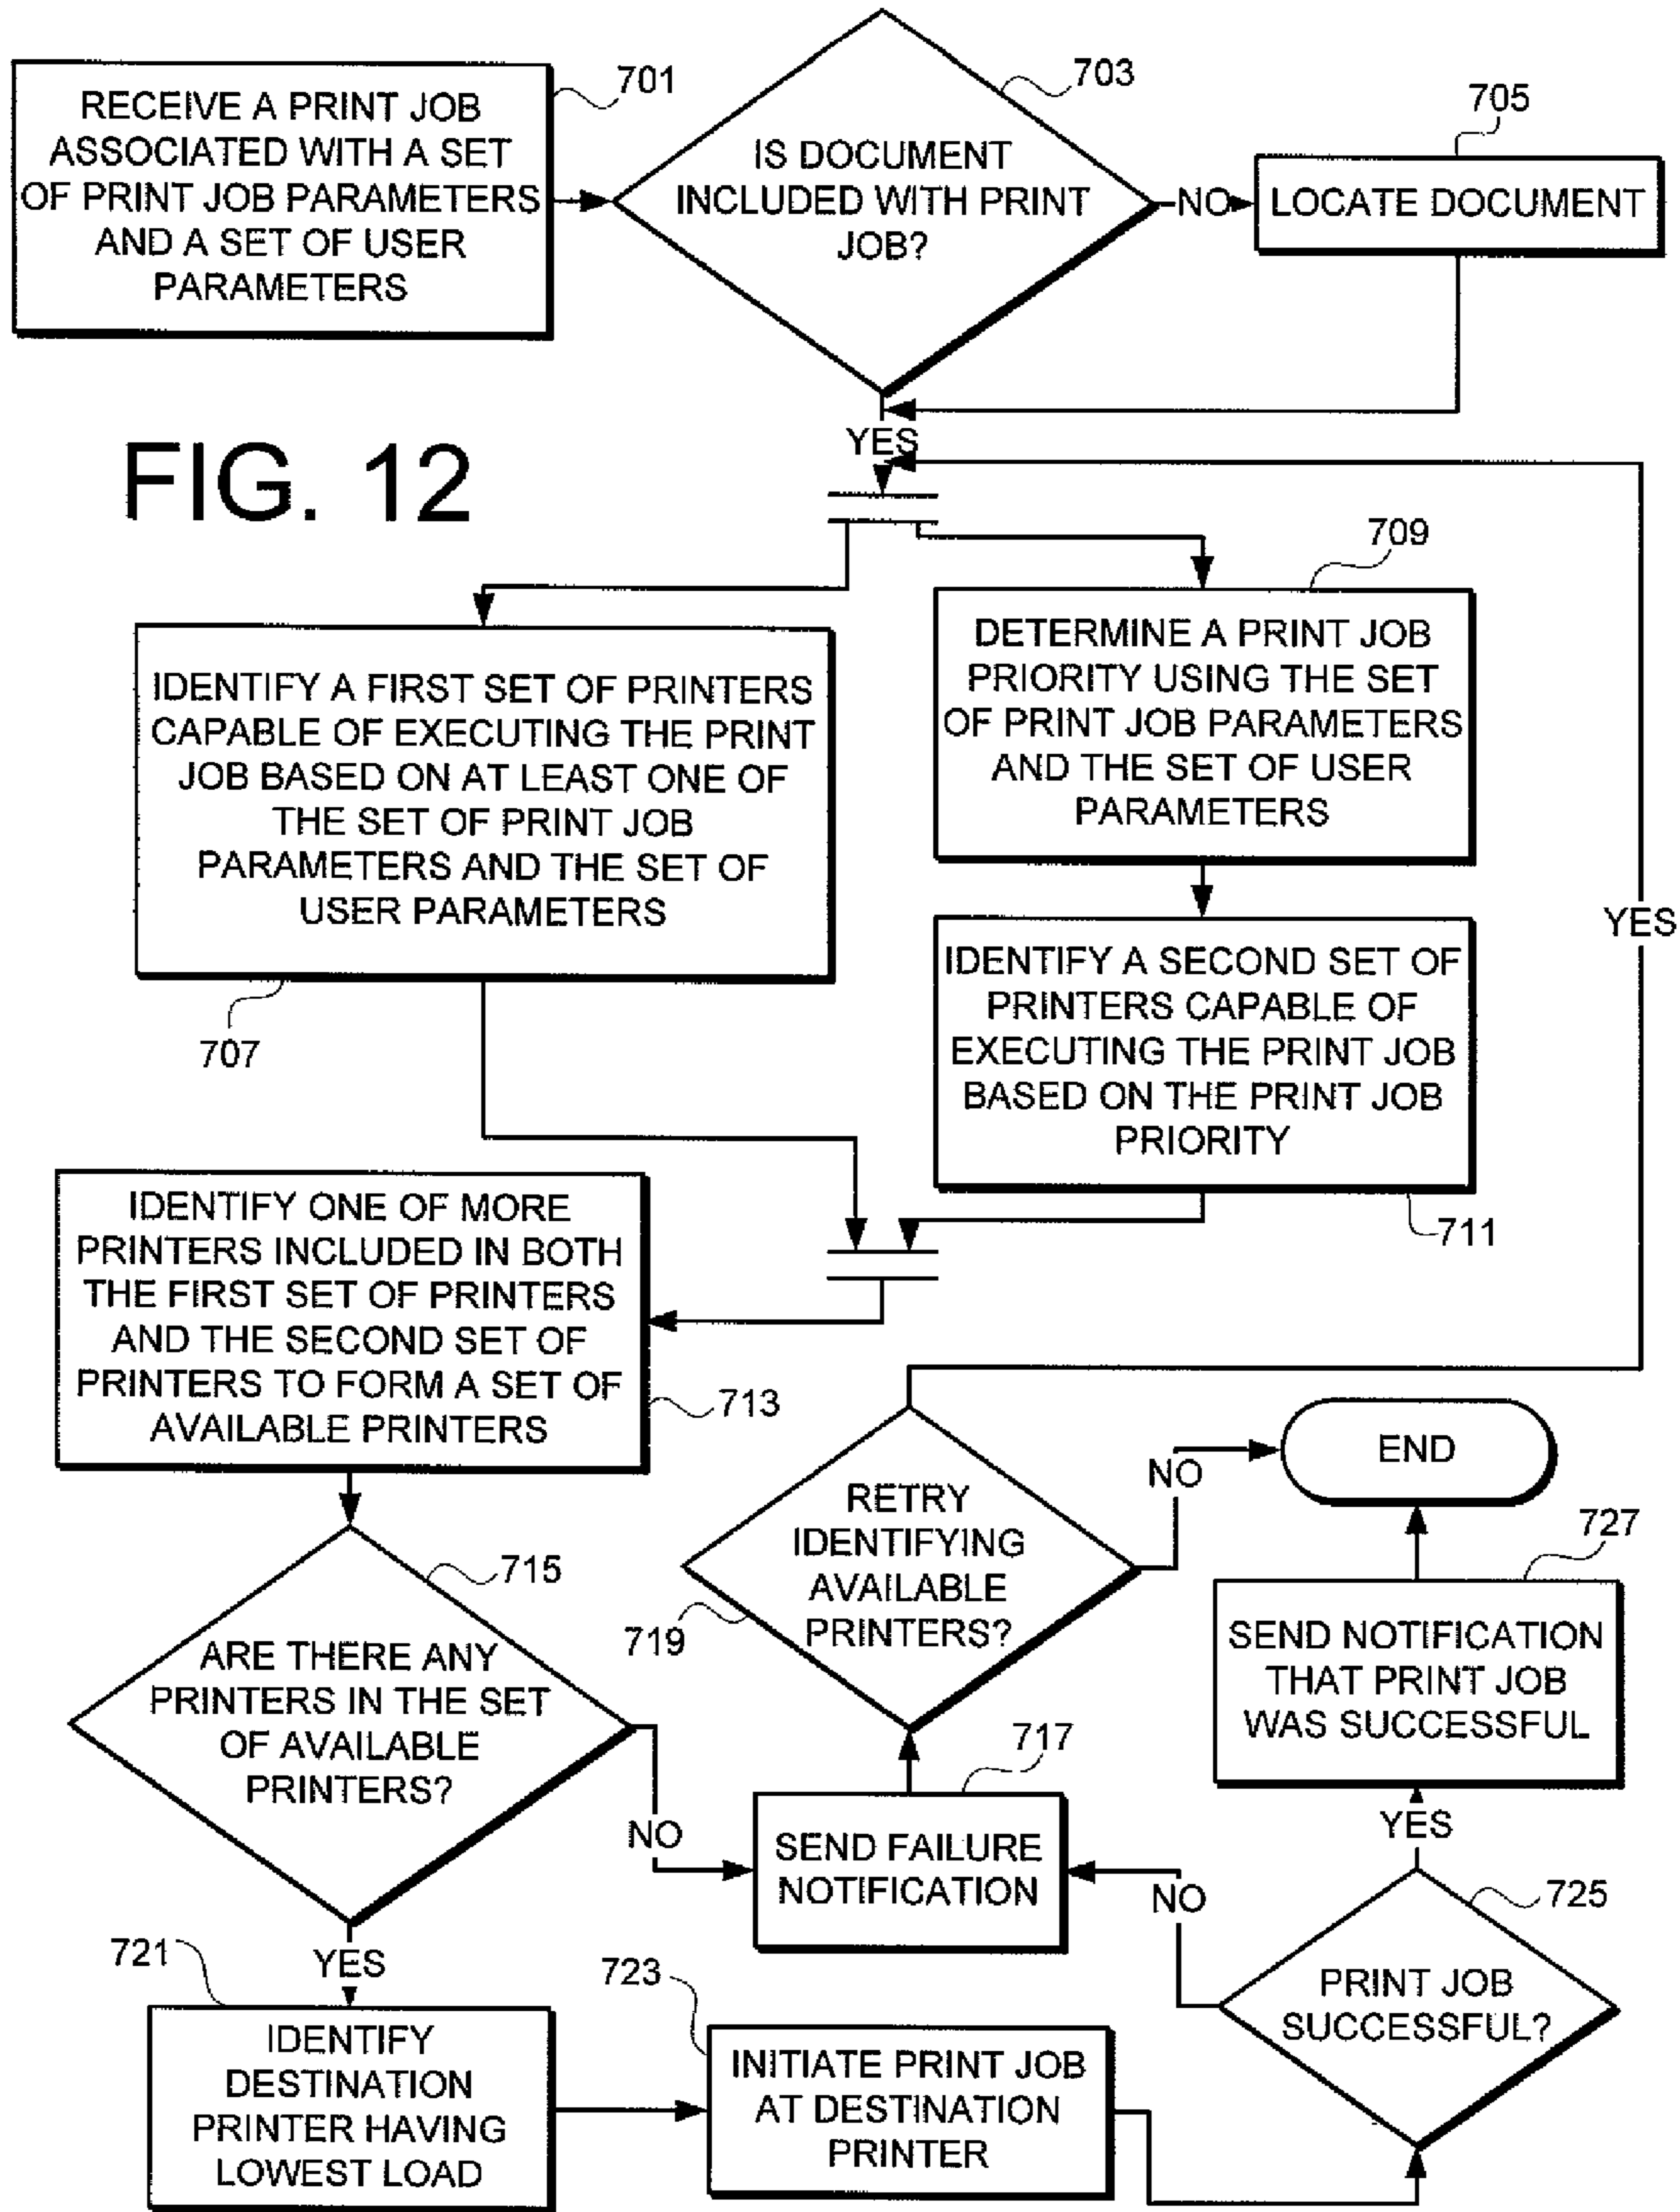 RECEIVE A PRINT JOB
ASSOCIATED WITH A SET
OF PRINT JOB PARAMETERS
AND A SET OF USER
PARAMETERS
701
IS DOCUMENT
INCLUDED WITH PRINT
JOB?
703
NO
705
LOCATE DOCUMENT
YES
FIG. 12
IDENTIFY A FIRST SET OF PRINTERS
CAPABLE OF EXECUTING THE PRINT
JOB BASED ON AT LEAST ONE OF
THE SET OF PRINT JOB
PARAMETERS AND THE SET OF
USER PARAMETERS
707
709
DETERMINE A PRINT JOB
PRIORITY USING THE SET
OF PRINT JOB PARAMETERS
AND THE SET OF USER
PARAMETERS
YES
IDENTIFY A SECOND SET OF
PRINTERS CAPABLE OF
EXECUTING THE PRINT JOB
BASED ON THE PRINT JOB
PRIORITY
711
IDENTIFY ONE OF MORE
PRINTERS INCLUDED IN BOTH
THE FIRST SET OF PRINTERS
AND THE SECOND SET OF
PRINTERS TO FORM A SET OF
AVAILABLE PRINTERS
713
ARE THERE ANY
PRINTERS IN THE SET
OF AVAILABLE
PRINTERS?
715
NO
YES
SEND FAILURE
NOTIFICATION
717
RETRY
IDENTIFYING
AVAILABLE
PRINTERS?
719
NO
END
721
IDENTIFY
DESTINATION
PRINTER HAVING
LOWEST LOAD
723
INITIATE PRINT JOB
AT DESTINATION
PRINTER
PRINT JOB
SUCCESSFUL?
725
NO
YES
727
SEND NOTIFICATION
THAT PRINT JOB
WAS SUCCESSFUL